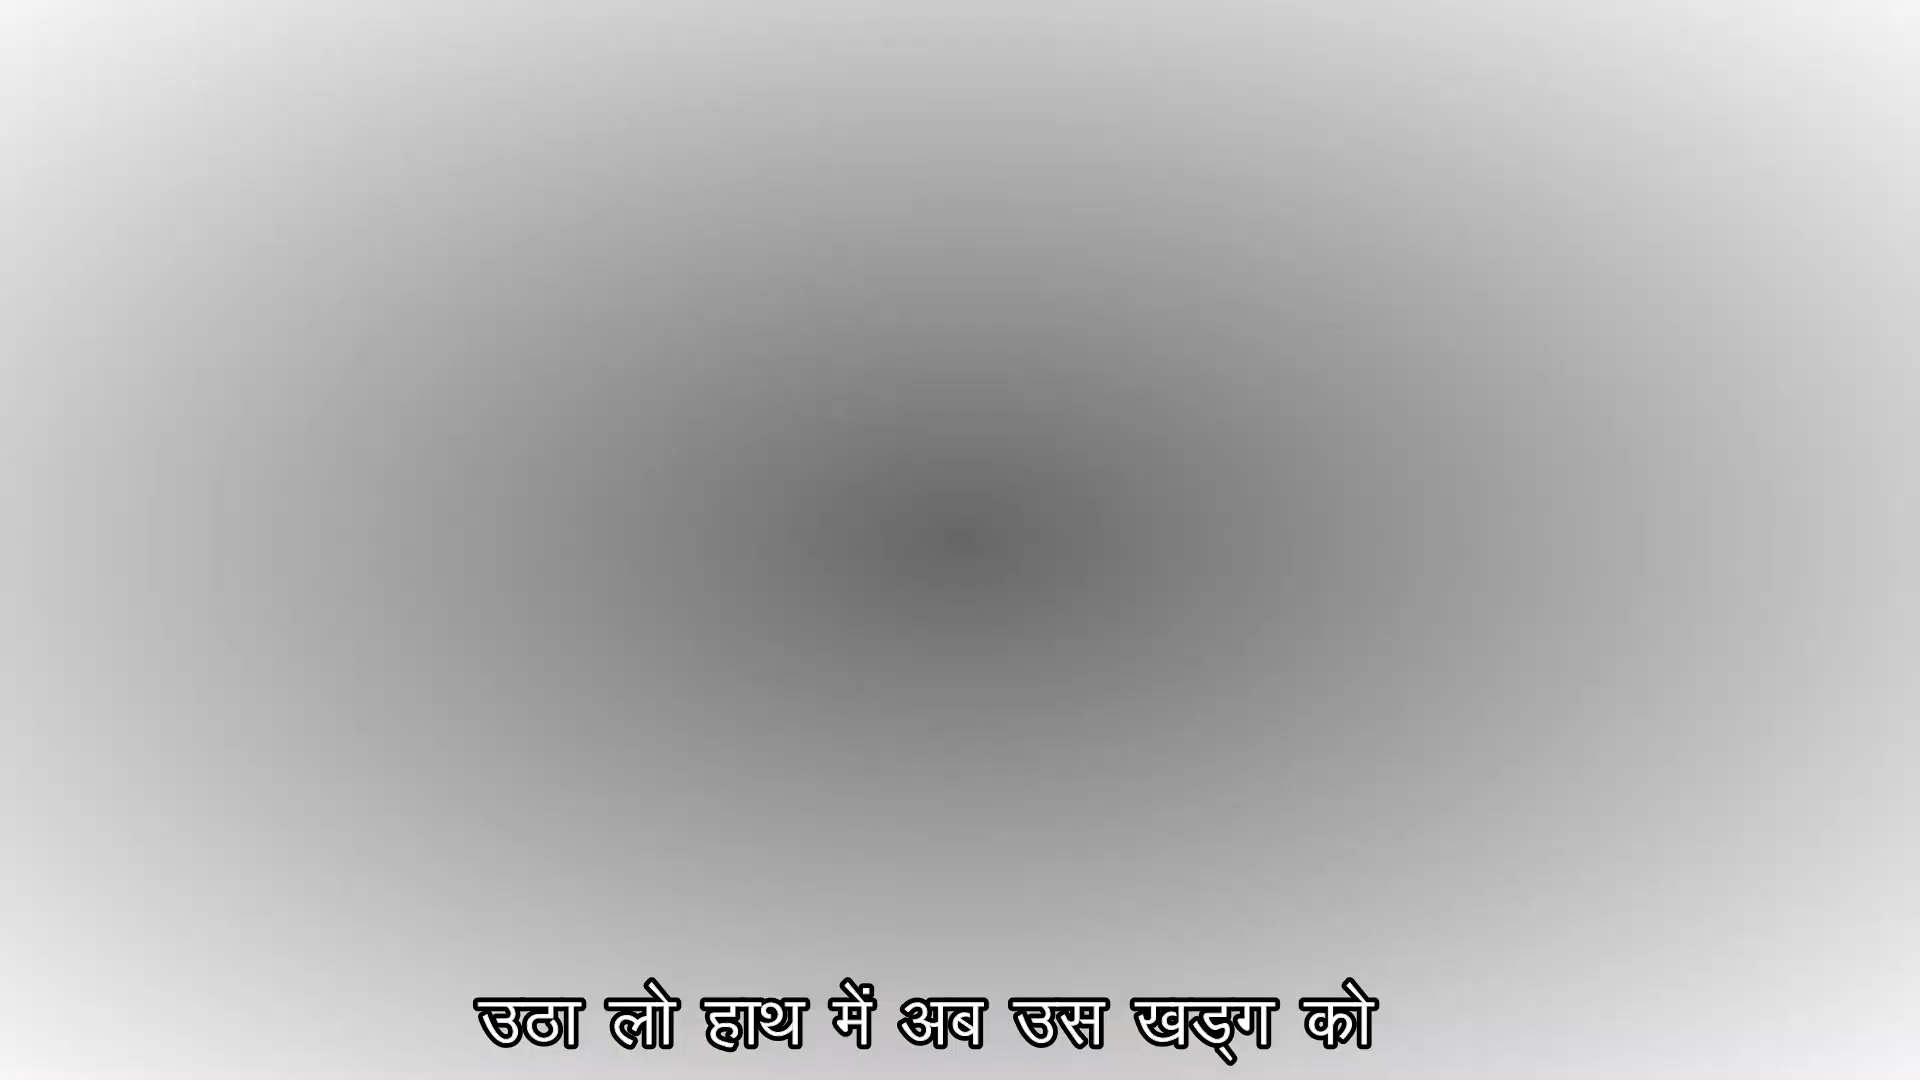 उठा लो हाथ में अब उस खड्ग को